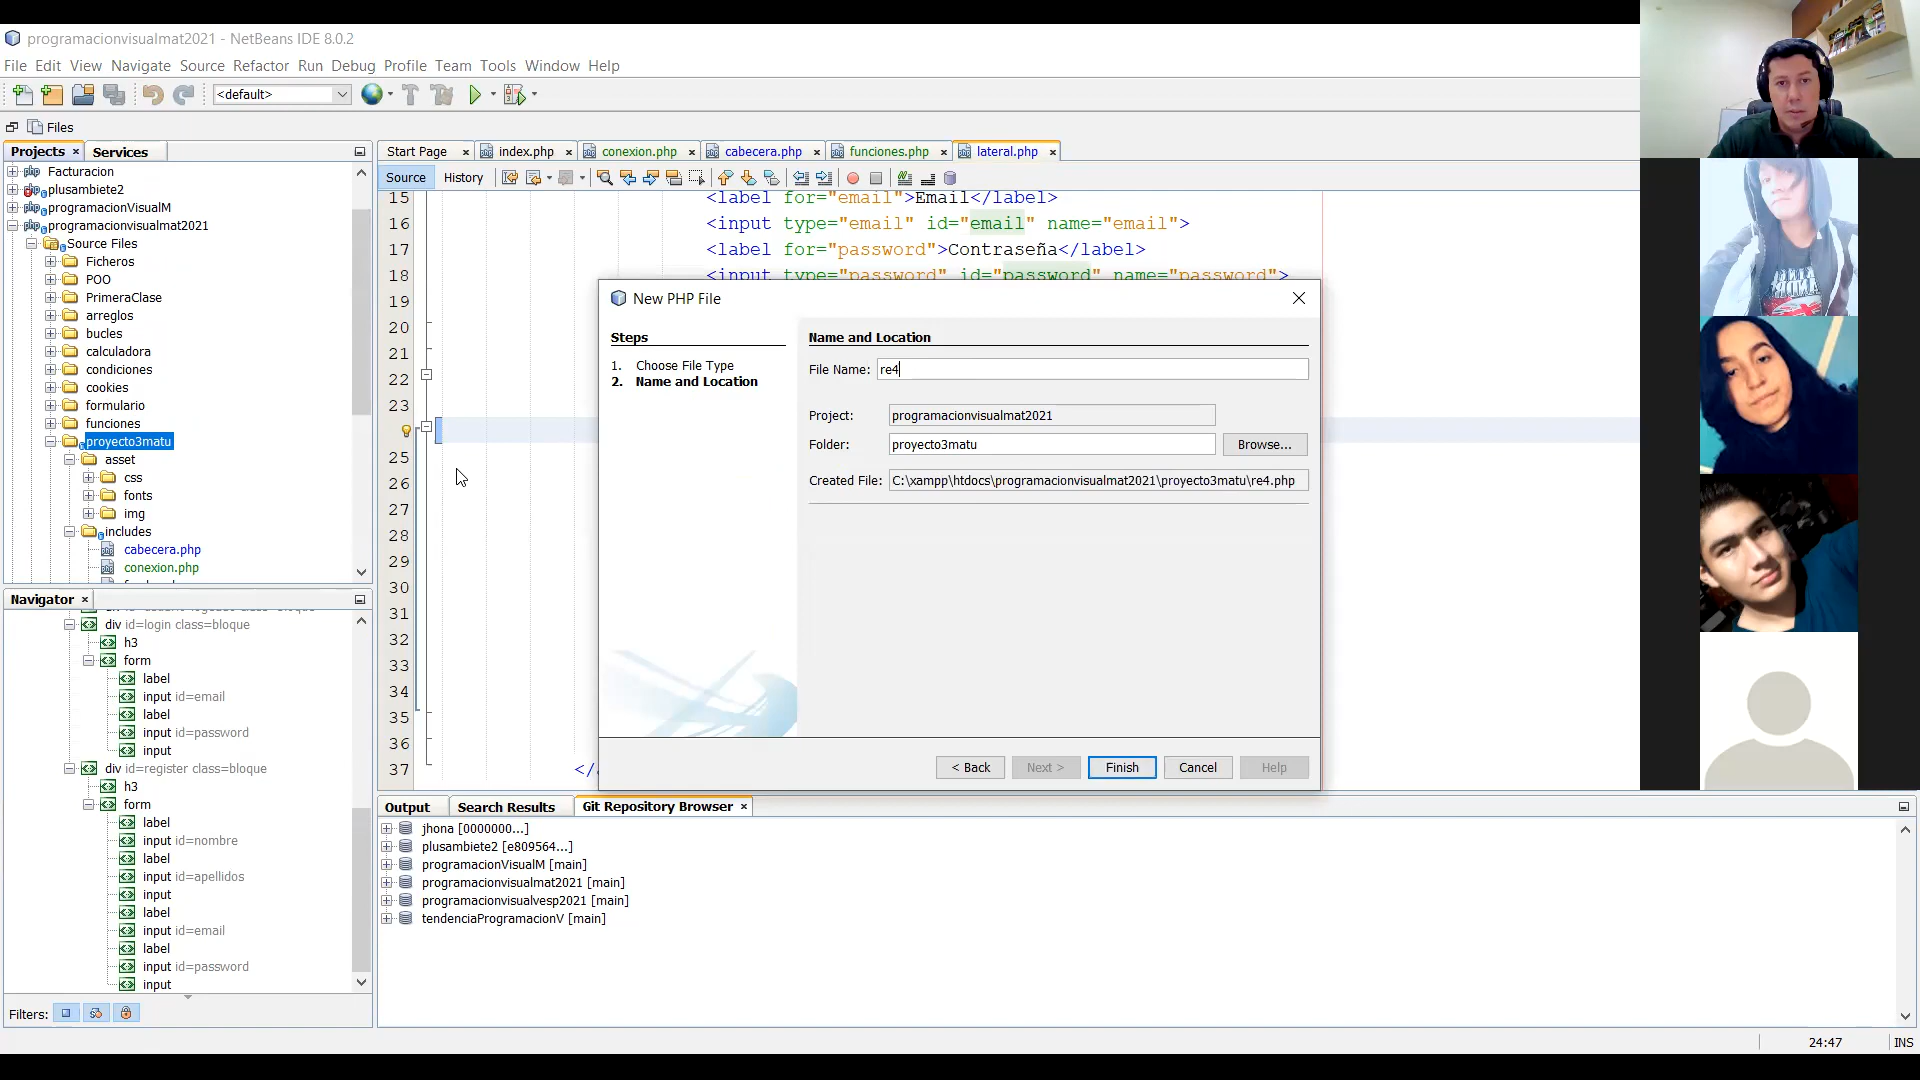 programacionvisualmat2021 - NetBeans IDE 8.0.2
File Edit View Navigate Source Refactor Run Debug Profile Team Tools Window Help
<default>
Files
Projects
Services
Facturacion
plusambiete2
programacionVisualM
programacionvisualmat2021
Source Files
Ficheros
POO
PrimeraClase
arreglos
bucles
calculadora
condiciones
cookies
formulario
funciones
proyecto3matu
asset
css
fonts
img
includes
cabecera.php
conexion.php
Navigator
div id=login class=bloque
h3
form
label
input id=email
label
input id=password
input
div id=register class=bloque
h3
form
label
input id=nombre
label
input id=apellidos
input
label
input id=email
label
input id=password
input
Filters:
Start Page index.php conexion.php cabecera.php funciones.php lateral.php
Source History
15 <label for="email">Email</label>
16 <input type="email" id="email" name="email">
17 <label for="password">Contraseña</label>
18 <input type="password" id="password" name="password">
19
20
21
22
23
25
26
27
28
29
30
31
32
33
34
35
36
37 </
New PHP File
Steps
1. Choose File Type
2. Name and Location
Name and Location
File Name: re4
Project: programacionvisualmat2021
Folder: proyecto3matu Browse...
Created File: C:\xampp\htdocs\programacionvisualmat2021\proyecto3matu\re4.php
< Back Next > Finish Cancel Help
Output Search Results Git Repository Browser
jhona [0000000...]
plusambiete2 [e809564...]
programacionVisualM [main]
programacionvisualmat2021 [main]
programacionvisualvesp2021 [main]
tendenciaProgramacionV [main]
24:47 INS